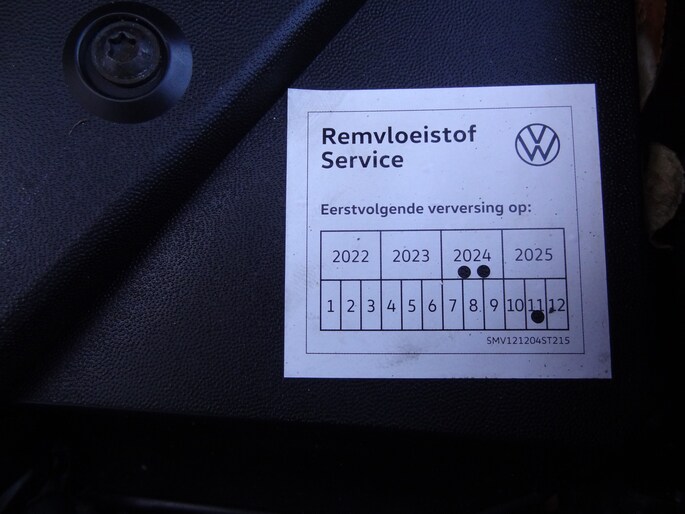 Remvloeistof
Service
Eerstvolgende verversing op:
2022 2023 2024 2025
1 2 3 4 5 6 7 8 9 10 11 12
SMV121204ST215